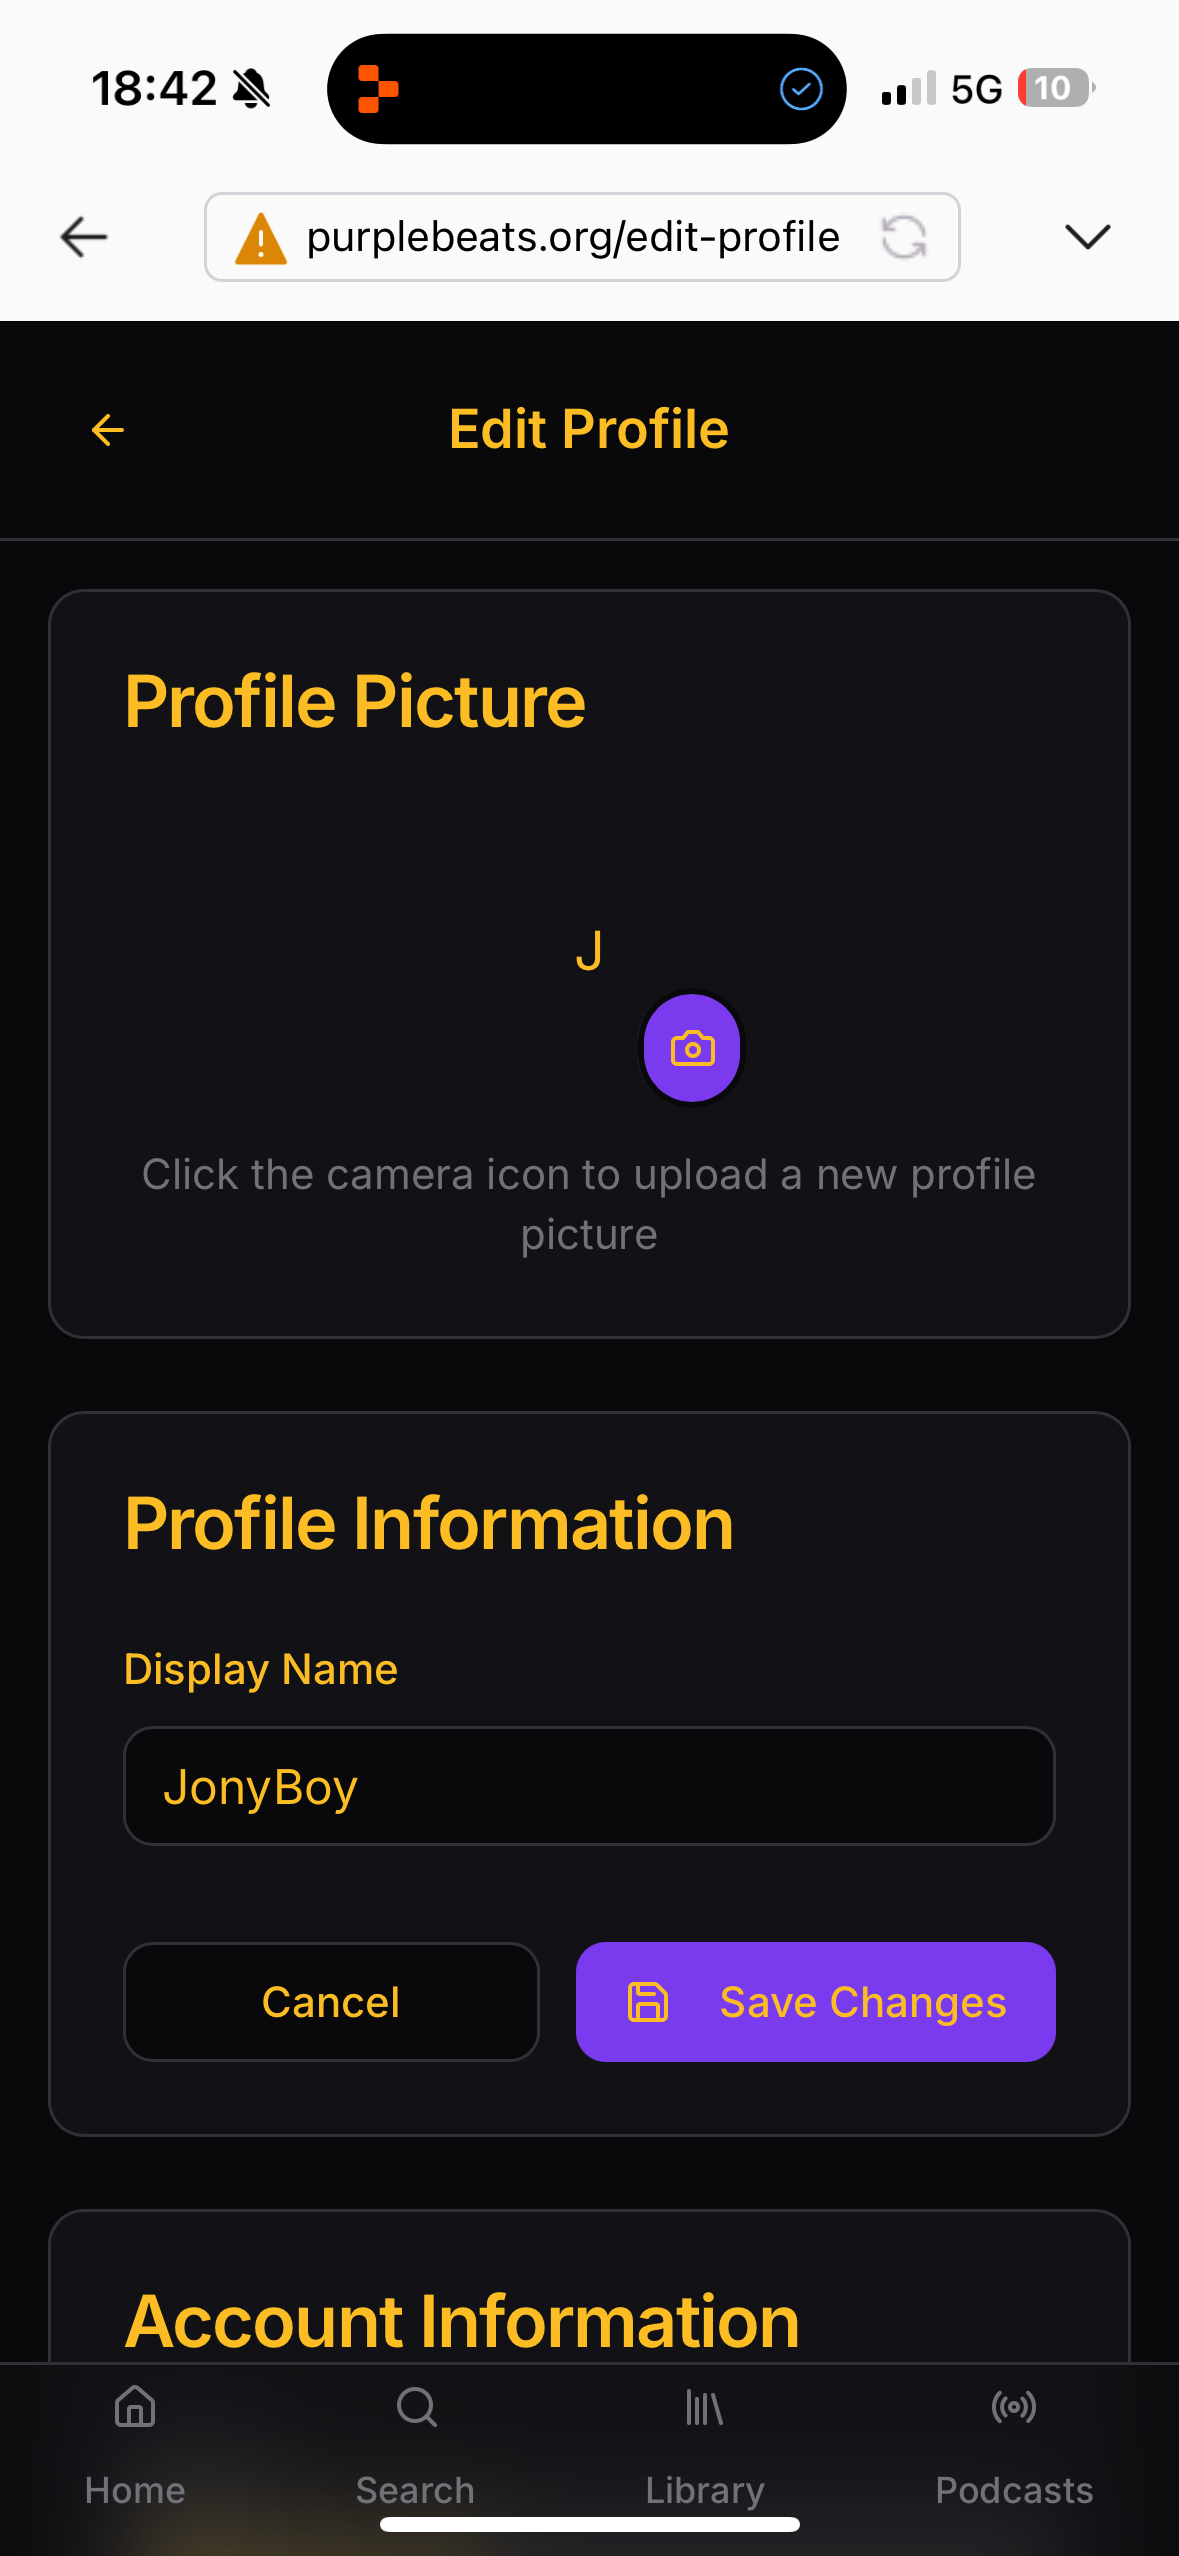 18:42
5G
10
purplebeats.org/edit-profile
Edit Profile
Profile Picture
J
Click the camera icon to upload a new profile
picture
Profile Information
Display Name
JonyBoy
Cancel
Save Changes
Account Information
Home
Search
Library
Podcasts